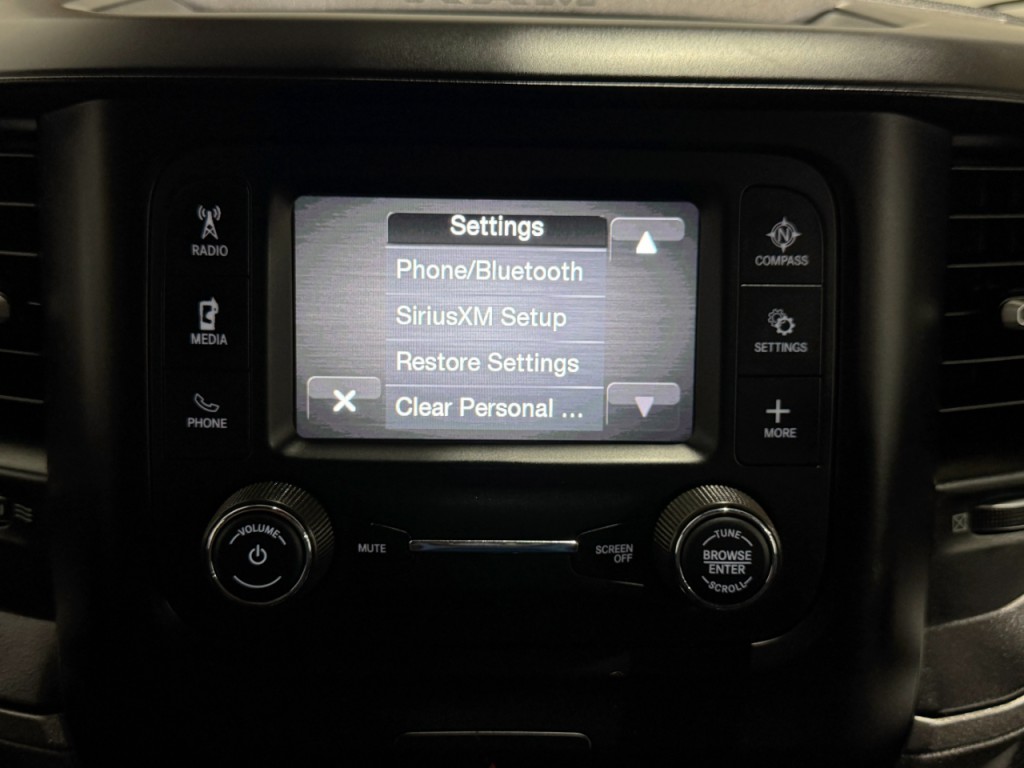 RADIO
MEDIA
PHONE
Settings
Phone/Bluetooth
SiriusXM Setup
Restore Settings
Clear Personal ...
N
COMPASS
SETTINGS
MORE
VOLUME
MUTE
SCREEN
OFF
TUNE
BROWSE
ENTER
SCROLL